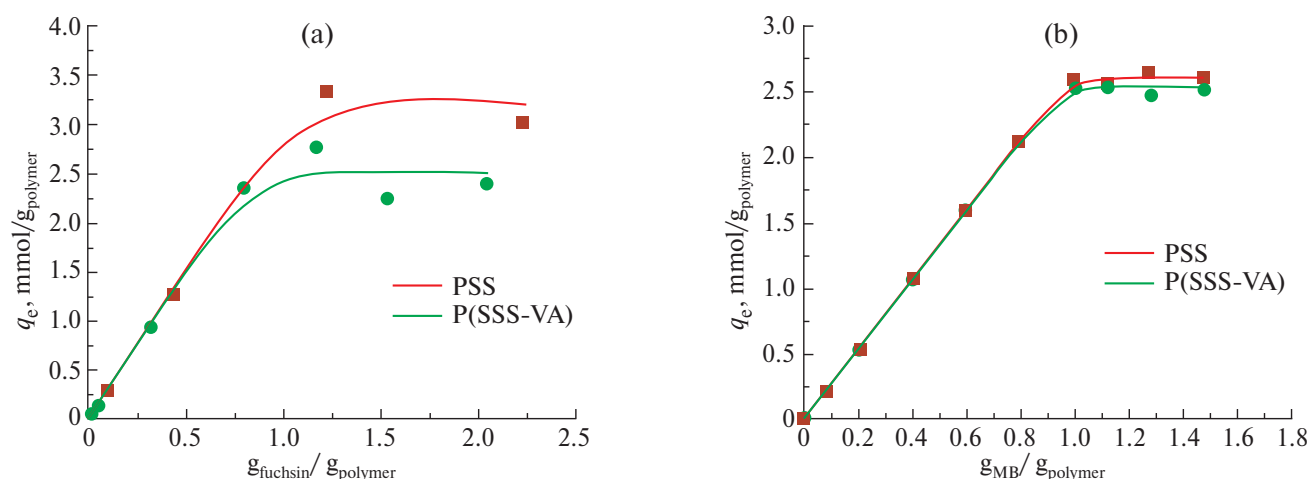 (a)
4.0
3.5
3.0
2.5
2.0
1.5
1.0
0.5
0
q_e, mmol/g_polymer
PSS
P(SSS-VA)
0 0.5 1.0 1.5 2.0 2.5
g_fuchsin/ g_polymer
(b)
3.0
2.5
2.0
1.5
1.0
0.5
0
q_e, mmol/g_polymer
PSS
P(SSS-VA)
0 0.2 0.4 0.6 0.8 1.0 1.2 1.4 1.6 1.8
g_MB/ g_polymer